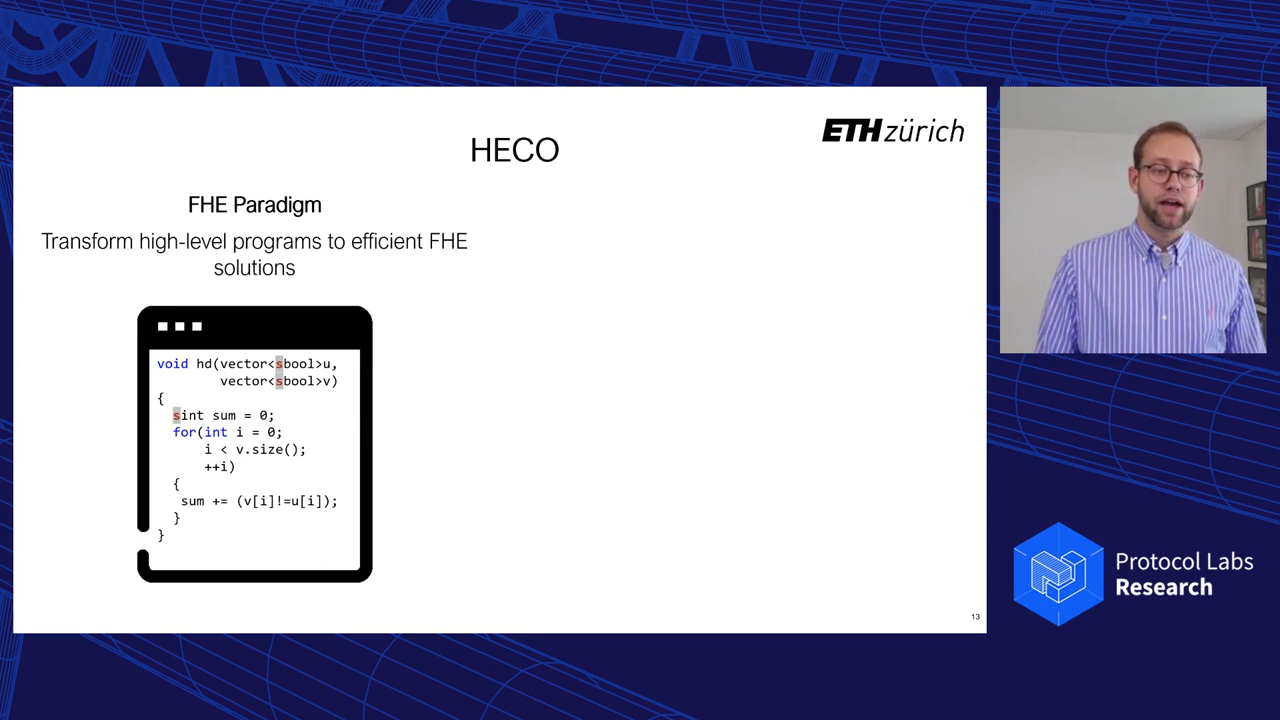 HECO
ETH zürich
FHE Paradigm
Transform high-level programs to efficient FHE
solutions
void hd(vector<sbool>u,
vector<sbool>v)
{
sint sum = 0;
for(int i = 0;
i < v.size();
++i)
{
sum += (v[i]!=u[i]);
}
}
13
Protocol Labs
Research